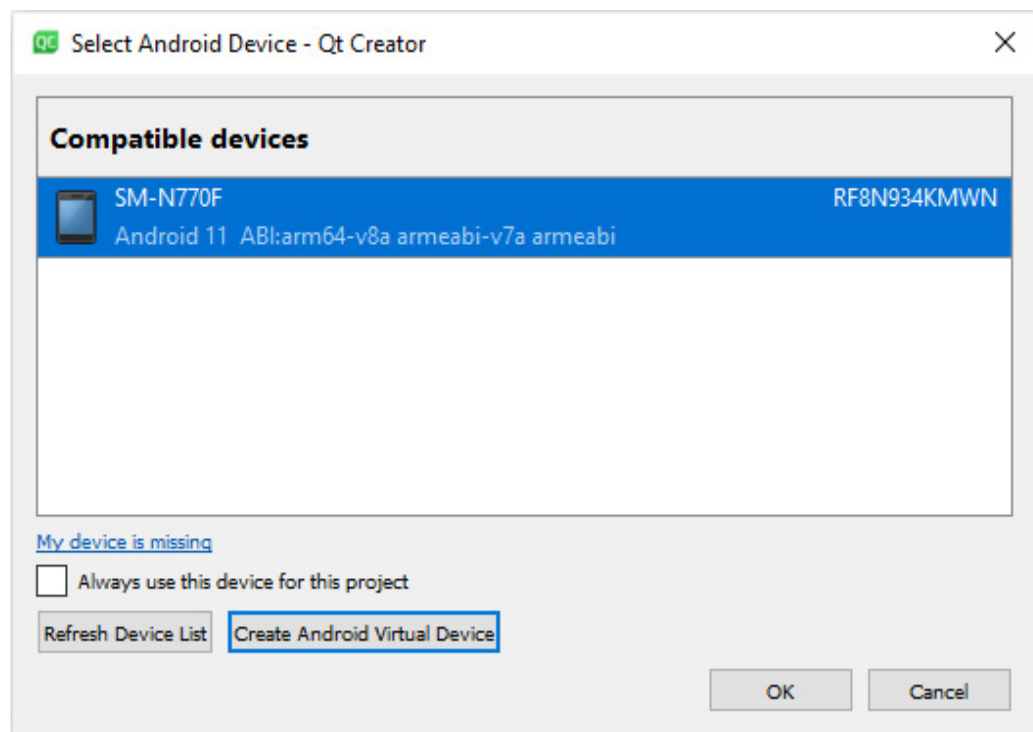 QC Select Android Device - Qt Creator
Compatible devices
SM-N770F RF8N934KMWN
Android 11 ABI:arm64-v8a armeabi-v7a armeabi
My device is missing
Always use this device for this project
Refresh Device List Create Android Virtual Device
OK Cancel